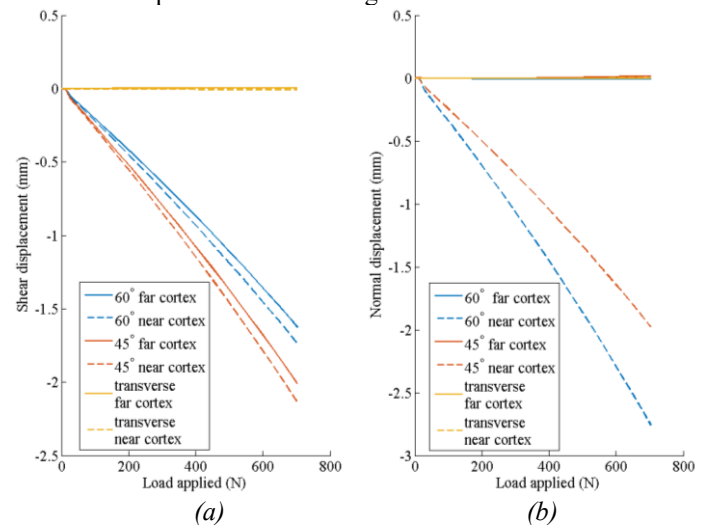 0.5
0
-0.5
-1
-1.5
-2
-2.5
Shear displacement (mm)
60° far cortex
60° near cortex
45° far cortex
45° near cortex
transverse
far cortex
transverse
near cortex
0 200 400 600 800
Load applied (N)
(a)
0.5
0
-0.5
-1
-1.5
-2
-2.5
-3
Normal displacement (mm)
60° far cortex
60° near cortex
45° far cortex
45° near cortex
transverse
far cortex
transverse
near cortex
0 200 400 600 800
Load applied (N)
(b)